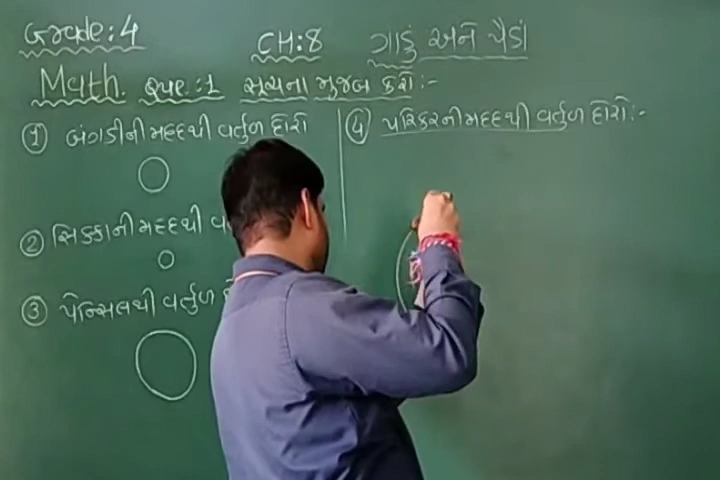 Grade : 4
CH : 8 ગાડું અને પૈડાં
Math. Que : 1 સૂચના મુજબ કરો :-
① બંગડીની મદદથી વર્તુળ દોરો
② સિક્કાની મદદથી
③ પેન્સિલથી વર્તુળ
④ પરિકરની મદદથી વર્તુળ દોરો :-